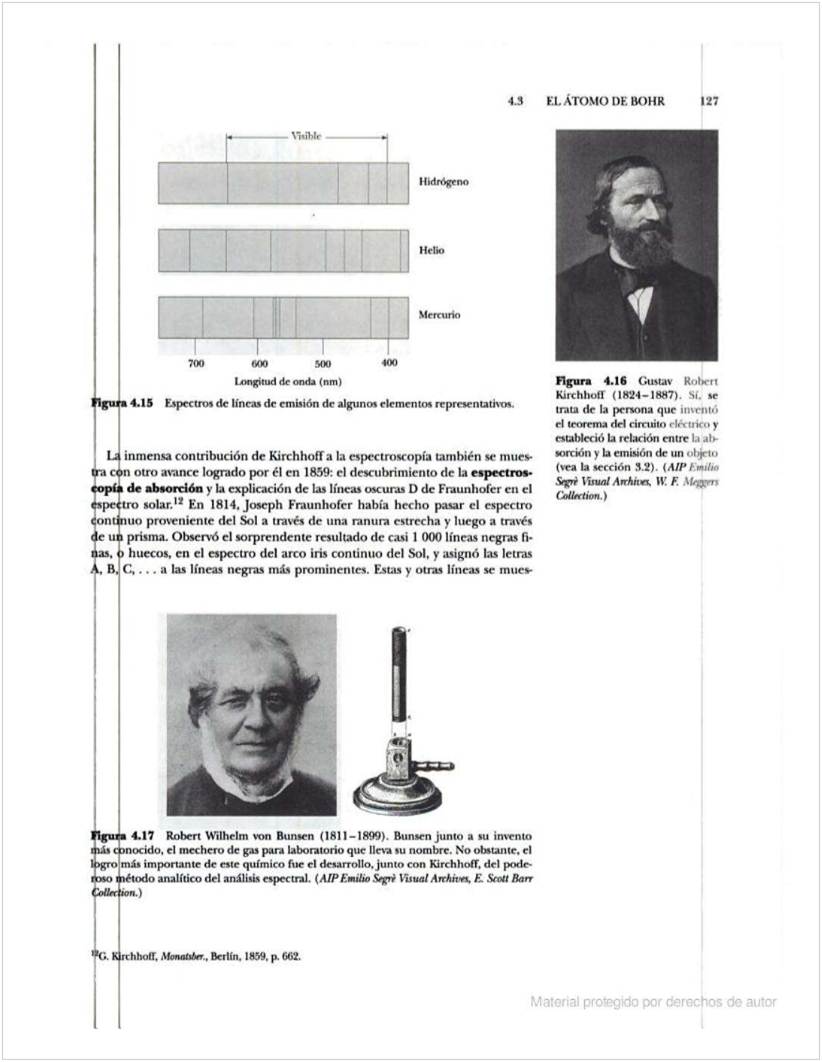 4.3 EL ÁTOMO DE BOHR 127
Visible
Hidrógeno
Helio
Mercurio
700 600 500 400
Longitud de onda (nm)
Figura 4.15 Espectros de líneas de emisión de algunos elementos representativos.
Figura 4.16 Gustav Robert
Kirchhoff (1824–1887). Sí, se
trata de la persona que inventó
el teorema del circuito eléctrico y
estableció la relación entre la ab-
sorción y la emisión de un objeto
(vea la sección 3.2). (AIP Emilio
Segrè Visual Archives, W. F. Meggers
Collection.)
La inmensa contribución de Kirchhoff a la espectroscopía también se mues-
tra con otro avance logrado por él en 1859: el descubrimiento de la espectros-
copía de absorción y la explicación de las líneas oscuras D de Fraunhofer en el
espectro solar.¹² En 1814, Joseph Fraunhofer había hecho pasar el espectro
continuo proveniente del Sol a través de una ranura estrecha y luego a través
de un prisma. Observó el sorprendente resultado de casi 1 000 líneas negras fi-
nas, o huecos, en el espectro del arco iris continuo del Sol, y asignó las letras
A, B, C, . . . a las líneas negras más prominentes. Estas y otras líneas se mues-
Figura 4.17 Robert Wilhelm von Bunsen (1811–1899). Bunsen junto a su invento
más conocido, el mechero de gas para laboratorio que lleva su nombre. No obstante, el
logro más importante de este químico fue el desarrollo, junto con Kirchhoff, del pode-
roso método analítico del análisis espectral. (AIP Emilio Segrè Visual Archives, E. Scott Barr
Collection.)
¹²G. Kirchhoff, Monatsber., Berlín, 1859, p. 662.
Material protegido por derechos de autor